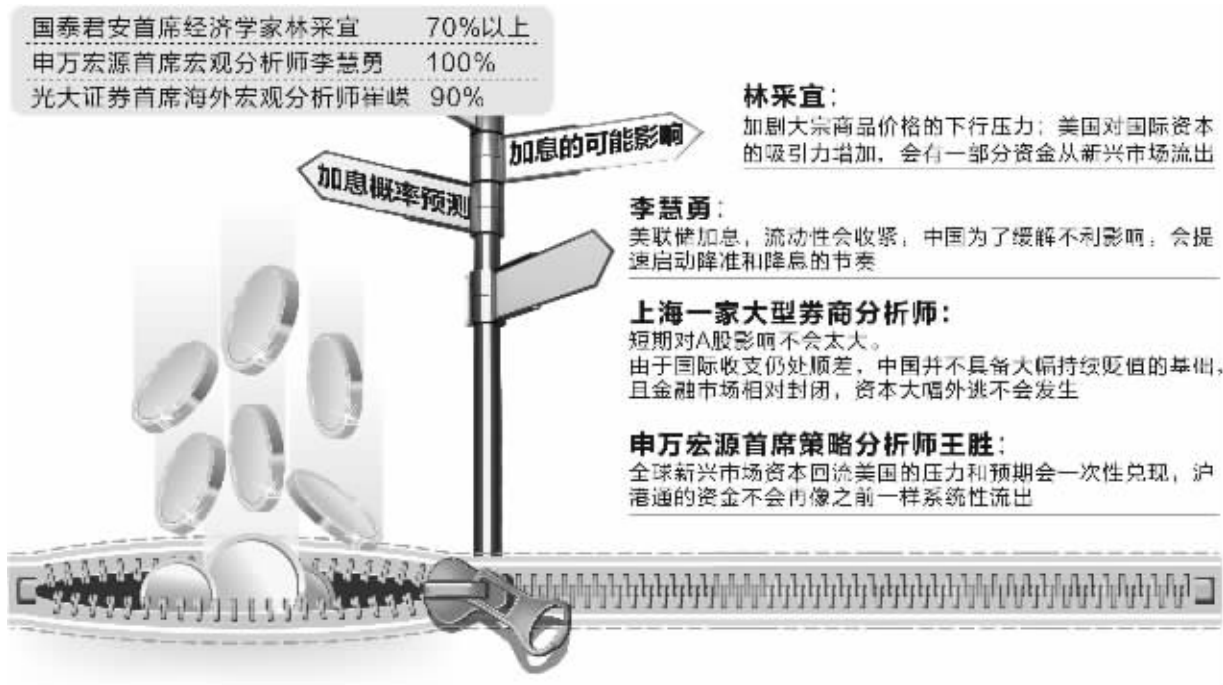 国泰君安首席经济学家林采宜 70%以上
申万宏源首席宏观分析师李慧勇 100%
光大证券首席海外宏观分析师崔嵘 90%
加息的可能影响
加息概率预测
林采宜：
加剧大宗商品价格的下行压力；美国对国际资本
的吸引力增加，会有一部分资金从新兴市场流出
李慧勇：
美联储加息，流动性会收紧；中国为了缓解不利影响，会提
速启动降准和降息的节奏
上海一家大型券商分析师：
短期对A股影响不会太大。
由于国际收支仍处顺差，中国并不具备大幅持续贬值的基础，
且金融市场相对封闭，资本大幅外逃不会发生
申万宏源首席策略分析师王胜：
全球新兴市场资本回流美国的压力和预期会一次性兑现，沪
港通的资金不会再像之前一样系统性流出